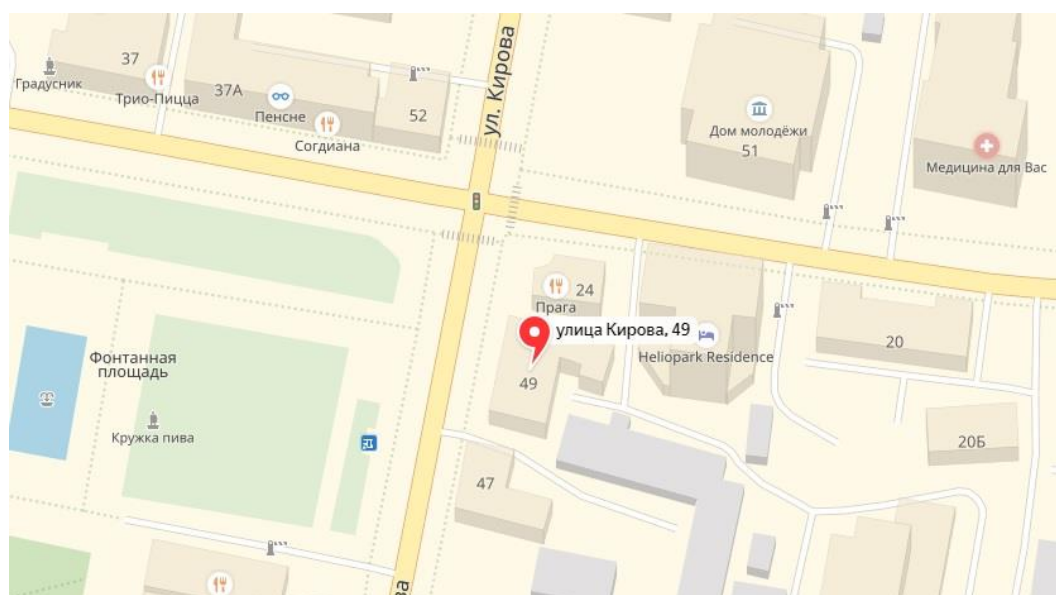 ул. Кирова
37
Градусник
Трио-Пицца
37А
Пенсне
52
Согдиана
Дом молодёжи
51
Медицина для Вас
24
Прага
улица Кирова, 49
Heliopark Residence
20
49
Фонтанная
площадь
Кружка пива
20Б
47
ва